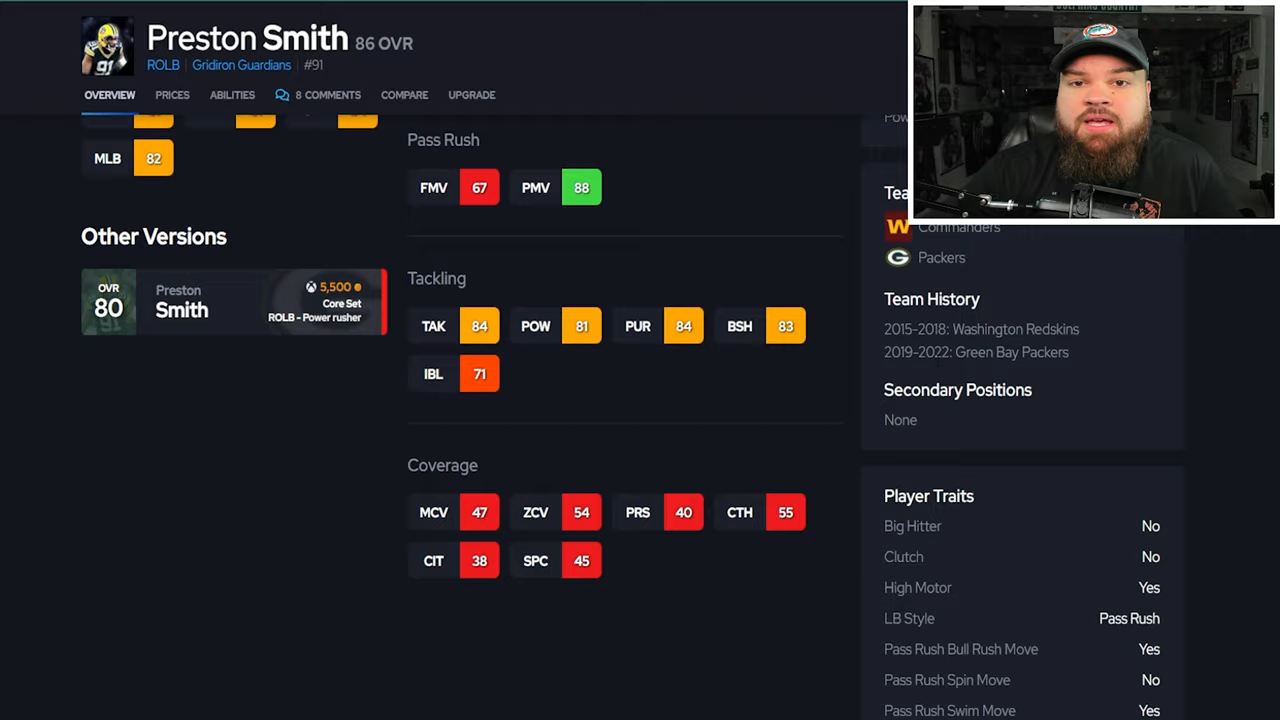 Preston Smith 86 OVR
ROLB | Gridiron Guardians | #91
OVERVIEW PRICES ABILITIES 8 COMMENTS COMPARE UPGRADE
MLB 82
Other Versions
OVR 80
Preston Smith
5,500
Core Set
ROLB - Power rusher
Pass Rush
FMV 67 PMV 88
Tackling
TAK 84 POW 81 PUR 84 BSH 83
IBL 71
Coverage
MCV 47 ZCV 54 PRS 40 CTH 55
CIT 38 SPC 45
Commanders
Packers
Team History
2015-2018: Washington Redskins
2019-2022: Green Bay Packers
Secondary Positions
None
Player Traits
Big Hitter No
Clutch No
High Motor Yes
LB Style Pass Rush
Pass Rush Bull Rush Move Yes
Pass Rush Spin Move No
Pass Rush Swim Move Yes